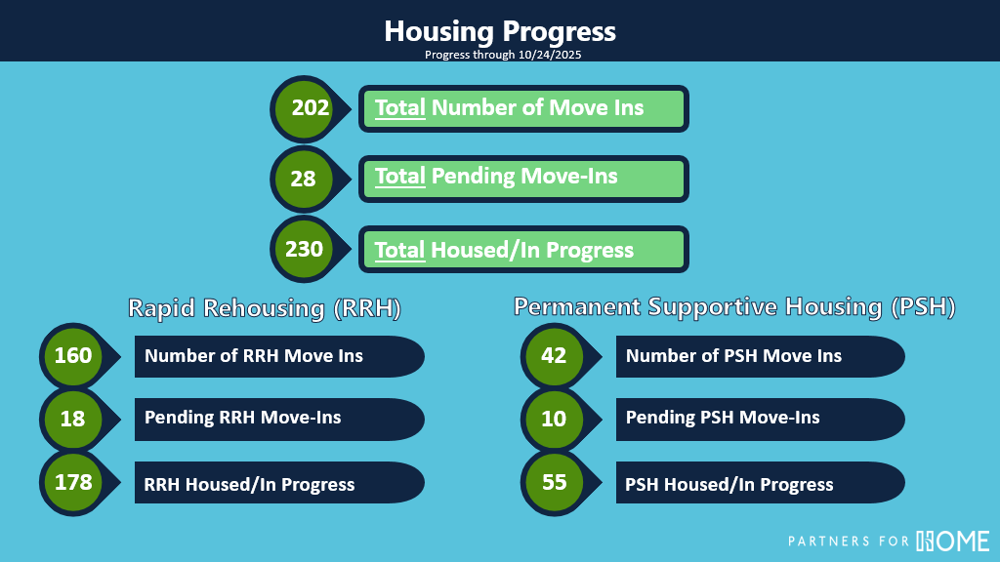 Housing Progress
Progress through 10/24/2025
202 Total Number of Move Ins
28 Total Pending Move-Ins
230 Total Housed/In Progress
Rapid Rehousing (RRH)
160 Number of RRH Move Ins
18 Pending RRH Move-Ins
178 RRH Housed/In Progress
Permanent Supportive Housing (PSH)
42 Number of PSH Move Ins
10 Pending PSH Move-Ins
55 PSH Housed/In Progress
PARTNERS FOR HOME